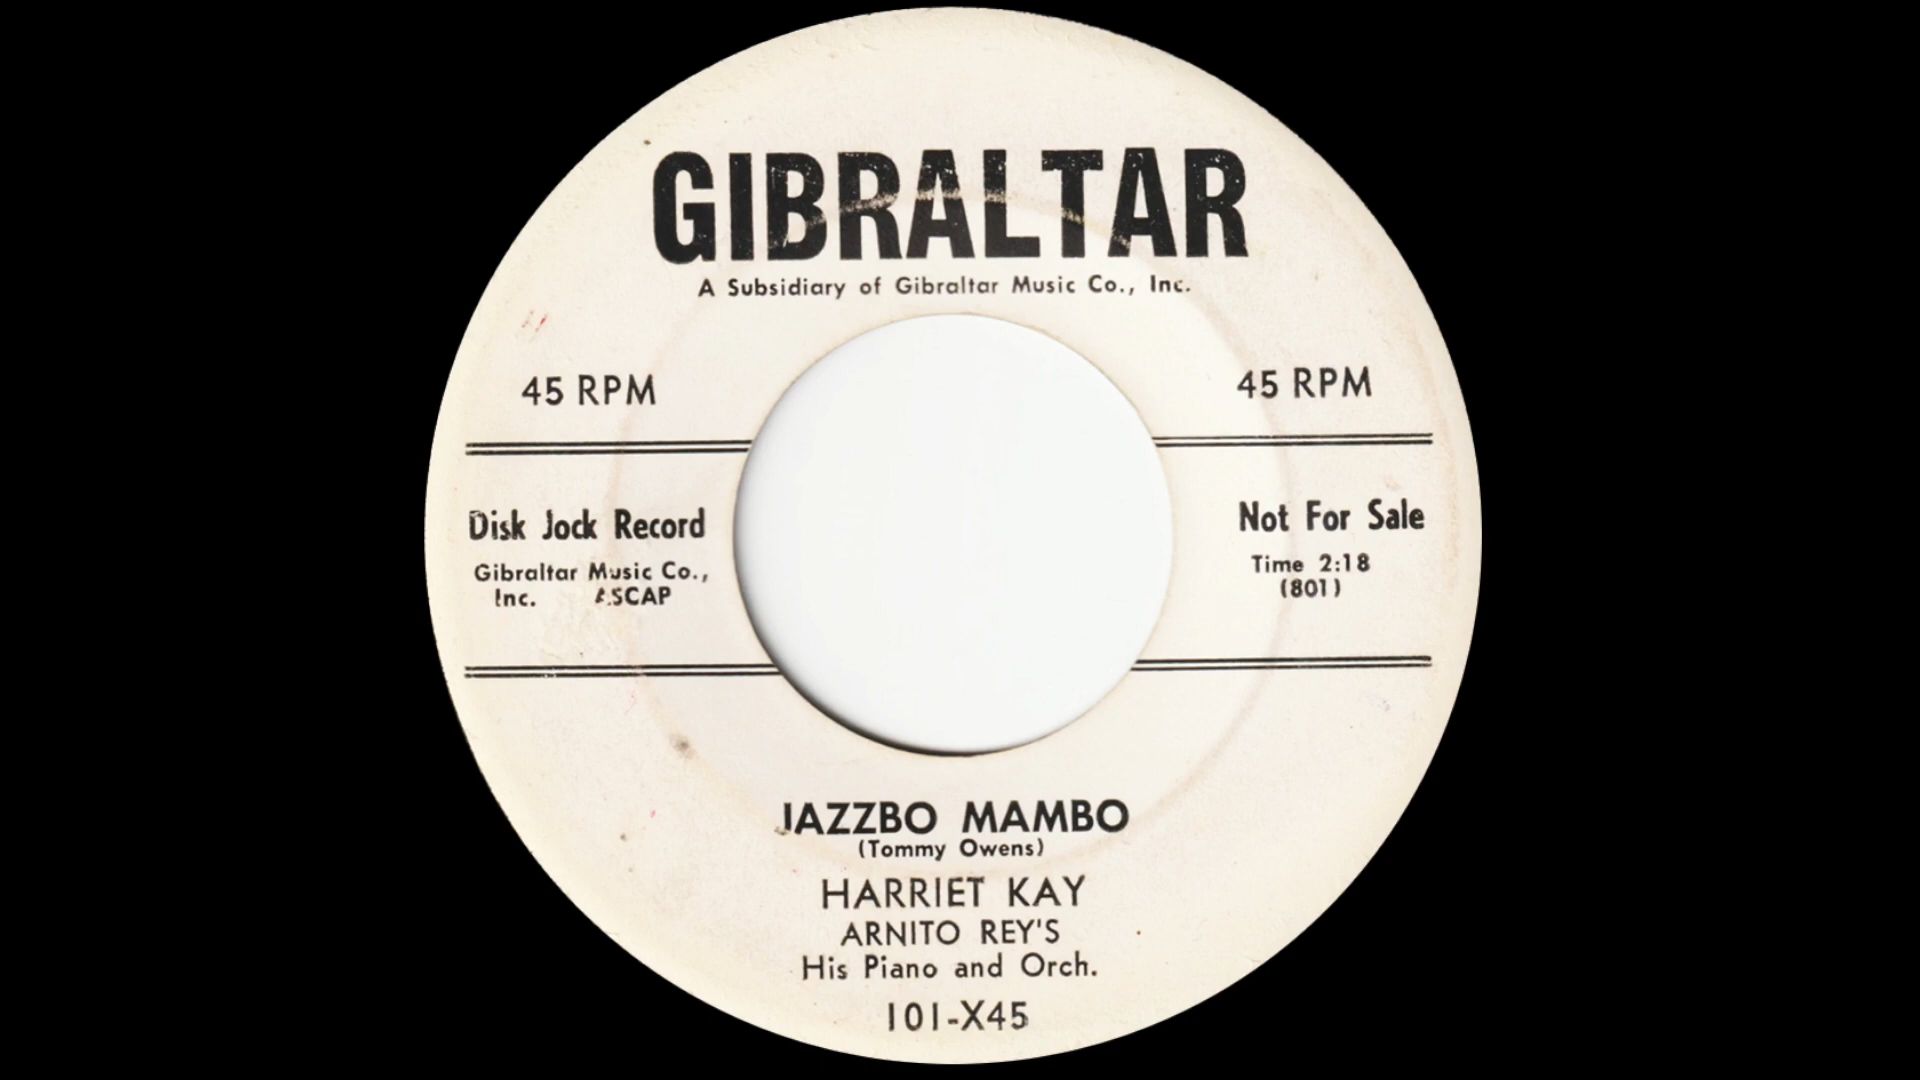 GIBRALTAR
A Subsidiary of Gibraltar Music Co., Inc.
45 RPM 45 RPM
Disk Jock Record Not For Sale
Gibraltar Music Co., Time 2:18
Inc. ASCAP (801)
JAZZBO MAMBO
(Tommy Owens)
HARRIET KAY
ARNITO REY'S
His Piano and Orch.
101-X45